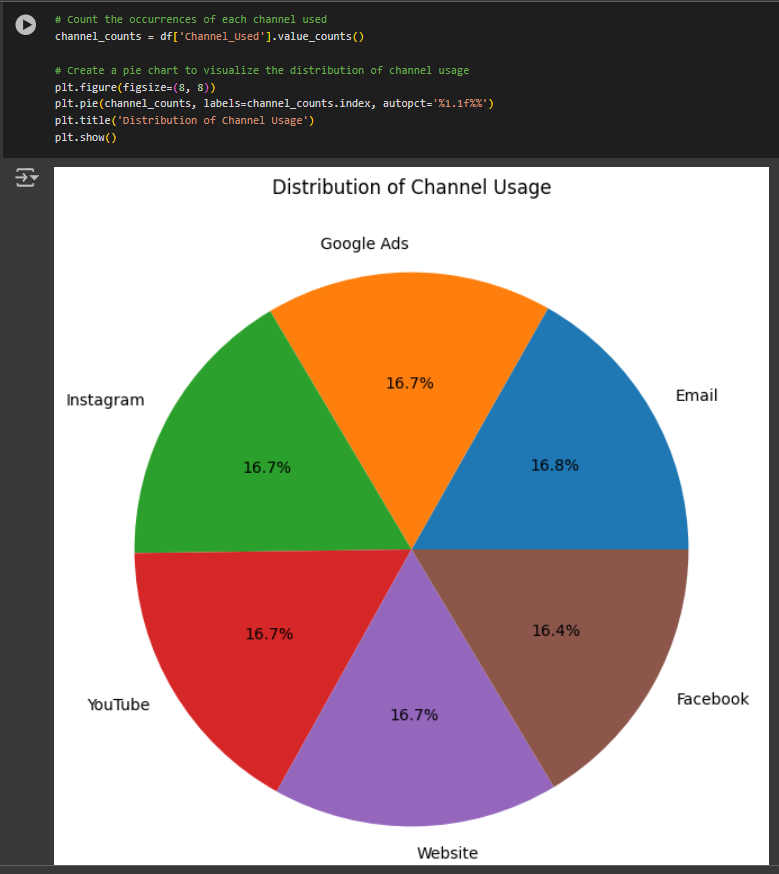 # Count the occurrences of each channel used
channel_counts = df['Channel_Used'].value_counts()
# Create a pie chart to visualize the distribution of channel usage
plt.figure(figsize=(8, 8))
plt.pie(channel_counts, labels=channel_counts.index, autopct='%1.1f%%')
plt.title('Distribution of Channel Usage')
plt.show()
Distribution of Channel Usage
Google Ads
Email
Instagram
16.7%
16.8%
16.7%
16.7%
16.4%
YouTube
Facebook
16.7%
Website